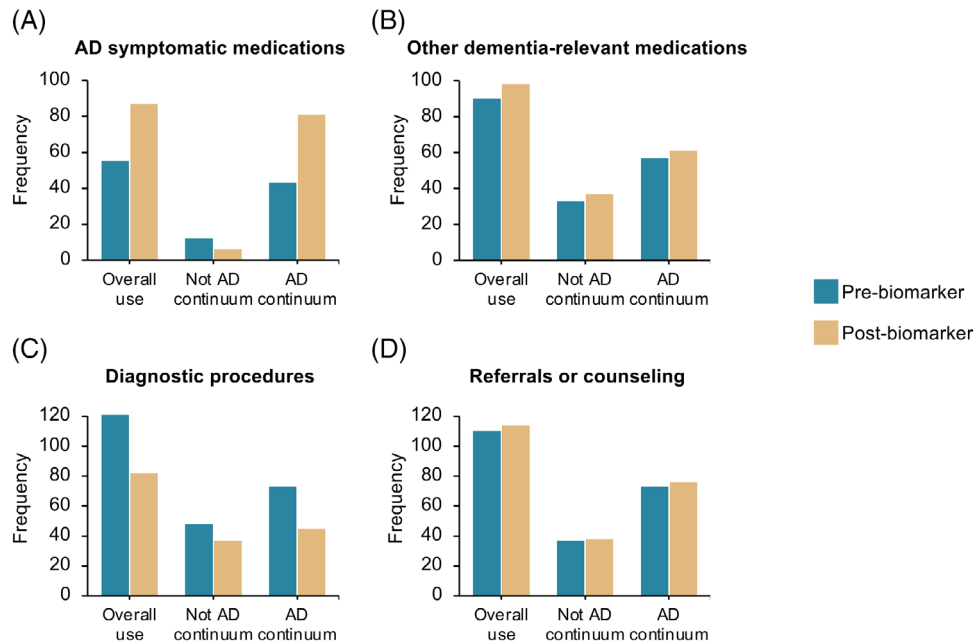 (A)
AD symptomatic medications
Frequency
100
80
60
40
20
0
Overall
use
Not AD
continuum
AD
continuum
(B)
Other dementia-relevant medications
Frequency
100
80
60
40
20
0
Overall
use
Not AD
continuum
AD
continuum
Pre-biomarker
Post-biomarker
(C)
Diagnostic procedures
Frequency
120
100
80
60
40
20
0
Overall
use
Not AD
continuum
AD
continuum
(D)
Referrals or counseling
Frequency
120
100
80
60
40
20
0
Overall
use
Not AD
continuum
AD
continuum